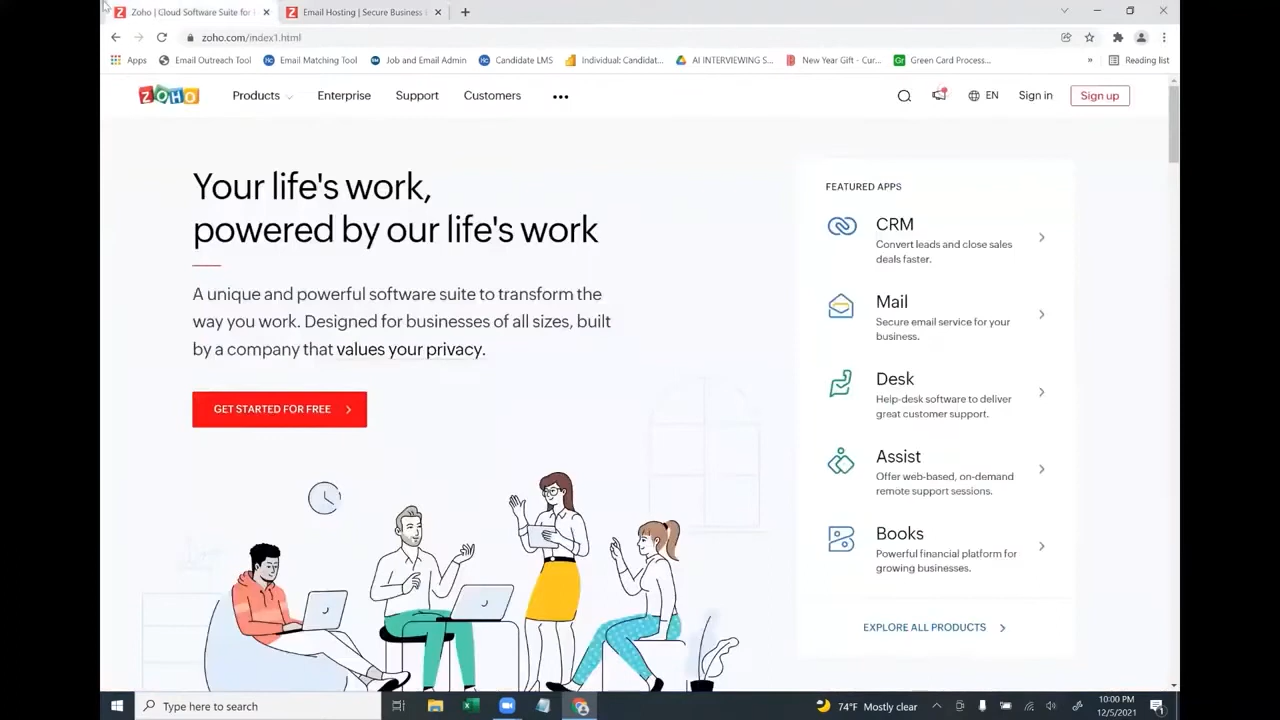 Zoho | Cloud Software Suite for
Email Hosting | Secure Business
zoho.com/index1.html
Apps
Email Outreach Tool
Email Matching Tool
Job and Email Admin
Candidate LMS
Individual: Candidat...
AI INTERVIEWING S...
New Year Gift - Cur...
Green Card Process...
»
Reading list
ZOHO
Products
Enterprise
Support
Customers
EN
Sign in
Sign up
Your life's work,
powered by our life's work
A unique and powerful software suite to transform the
way you work. Designed for businesses of all sizes, built
by a company that values your privacy.
GET STARTED FOR FREE
FEATURED APPS
CRM
Convert leads and close sales
deals faster.
Mail
Secure email service for your
business.
Desk
Help-desk software to deliver
great customer support.
Assist
Offer web-based, on-demand
remote support sessions.
Books
Powerful financial platform for
growing businesses.
EXPLORE ALL PRODUCTS
Type here to search
74°F Mostly clear
10:00 PM
12/5/2021